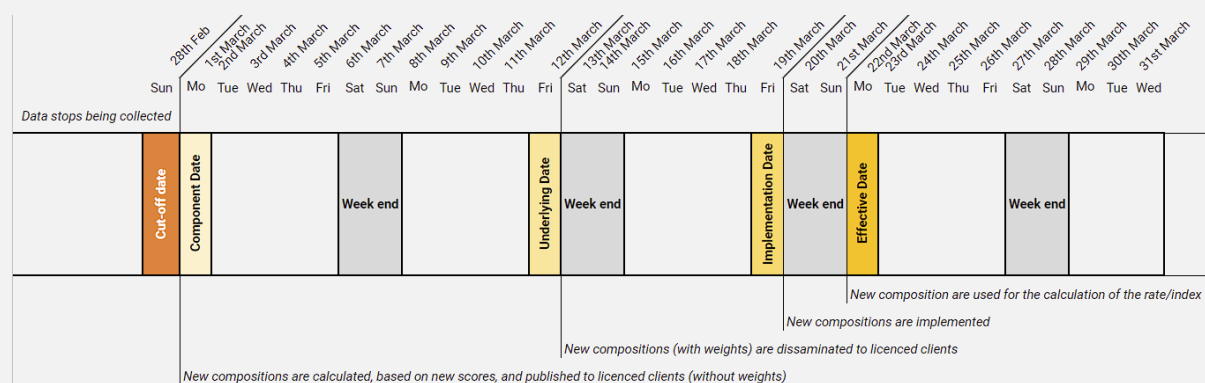 28th Feb 1st March 2nd March 3rd March 4th March 5th March 6th March 7th March 8th March 9th March 10th March 11th March 12th March 13th March 14th March 15th March 16th March 17th March 18th March 19th March 20th March 21st March 22nd March 23rd March 24th March 25th March 26th March 27th March 28th March 29th March 30th March 31st March
Sun Mo Tue Wed Thu Fri Sat Sun Mo Tue Wed Thu Fri Sat Sun Mo Tue Wed Thu Fri Sat Sun Mo Tue Wed Thu Fri Sat Sun Mo Tue Wed
Data stops being collected
Cut-off date
Component Date
Week end
Underlying Date
Week end
Implementation Date
Week end
Effective Date
Week end
New composition are used for the calculation of the rate/index
New compositions are implemented
New compositions (with weights) are dissaminated to licenced clients
New compositions are calculated, based on new scores, and published to licenced clients (without weights)